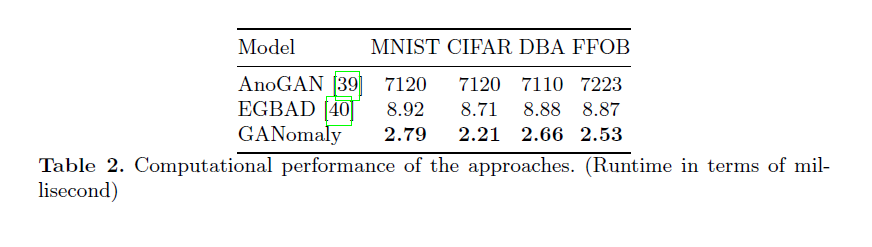 Model MNIST CIFAR DBA FFOB
AnoGAN [39] 7120 7120 7110 7223
EGBAD [40] 8.92 8.71 8.88 8.87
GANomaly 2.79 2.21 2.66 2.53
Table 2. Computational performance of the approaches. (Runtime in terms of mil-
lisecond)